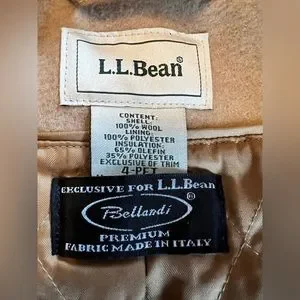 L.L.Bean®
CONTENT:
SHELL:
100% WOOL
LINING:
100% POLYESTER
INSULATION:
65% OLEFIN
35% POLYESTER
EXCLUSIVE OF TRIM
4-PET
EXCLUSIVE FOR L.L.Bean
Bellandi®
PREMIUM
FABRIC MADE IN ITALY